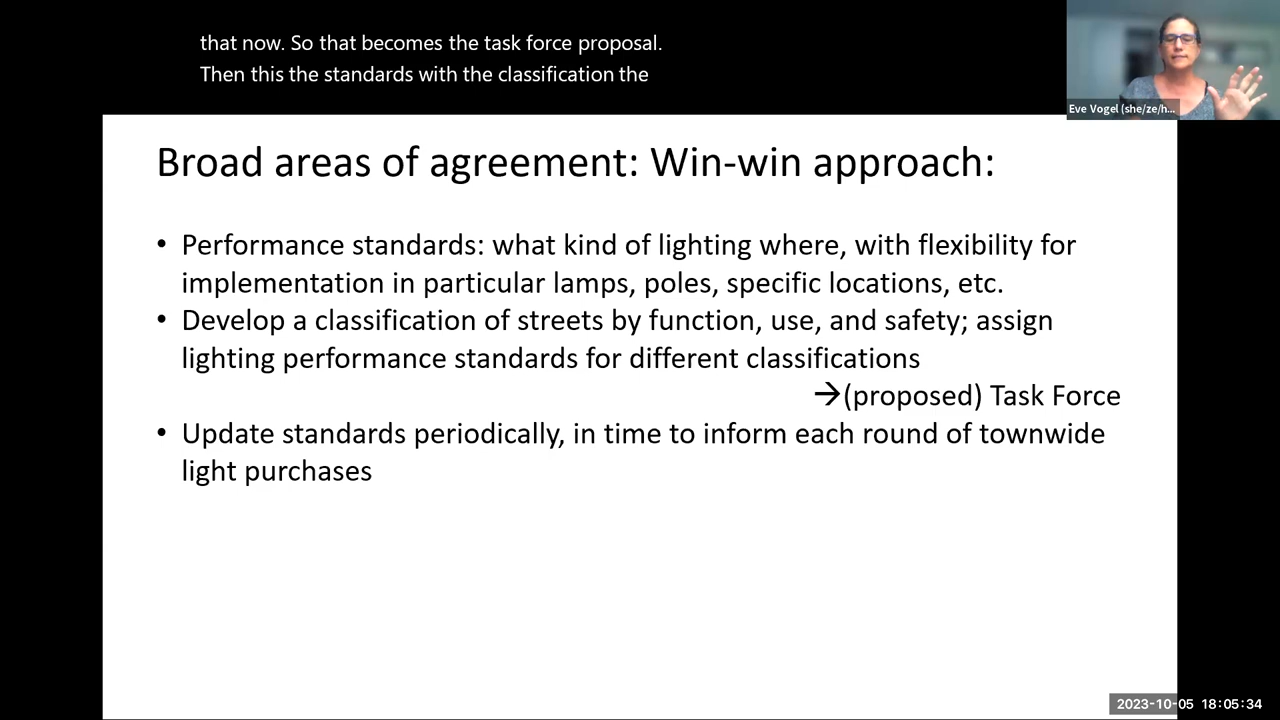 that now. So that becomes the task force proposal.
Then this the standards with the classification the
Eve Vogel (she/ze/h...
Broad areas of agreement: Win-win approach:
• Performance standards: what kind of lighting where, with flexibility for
implementation in particular lamps, poles, specific locations, etc.
• Develop a classification of streets by function, use, and safety; assign
lighting performance standards for different classifications
→(proposed) Task Force
• Update standards periodically, in time to inform each round of townwide
light purchases
2023-10-05 18:05:34